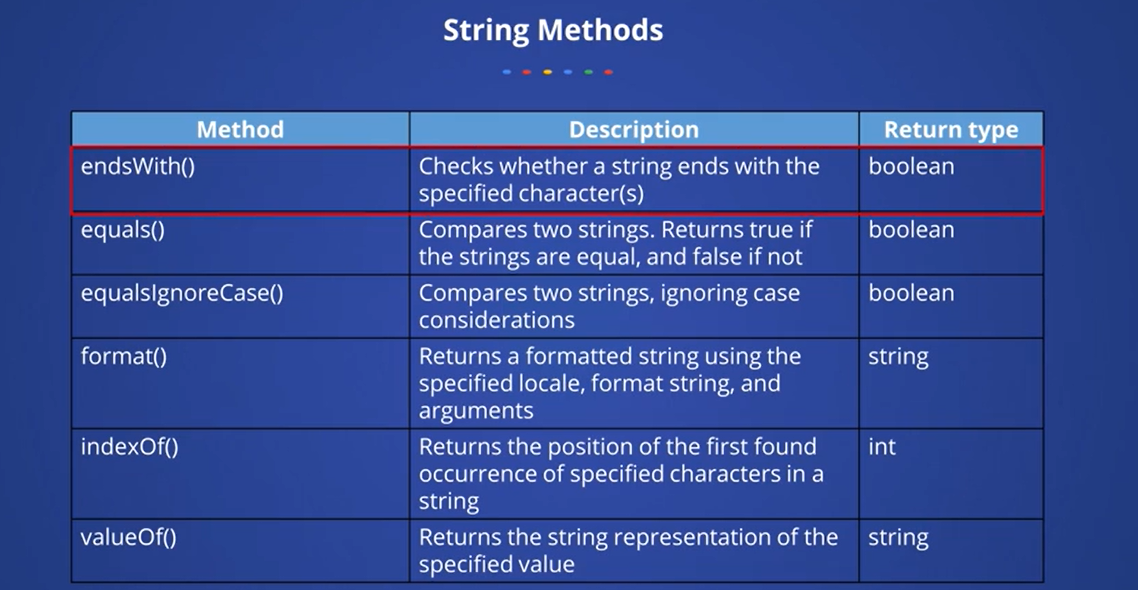 String Methods
Method Description Return type
endsWith() Checks whether a string ends with the boolean
specified character(s)
equals() Compares two strings. Returns true if boolean
the strings are equal, and false if not
equalsIgnoreCase() Compares two strings, ignoring case boolean
considerations
format() Returns a formatted string using the string
specified locale, format string, and
arguments
indexOf() Returns the position of the first found int
occurrence of specified characters in a
string
valueOf() Returns the string representation of the string
specified value